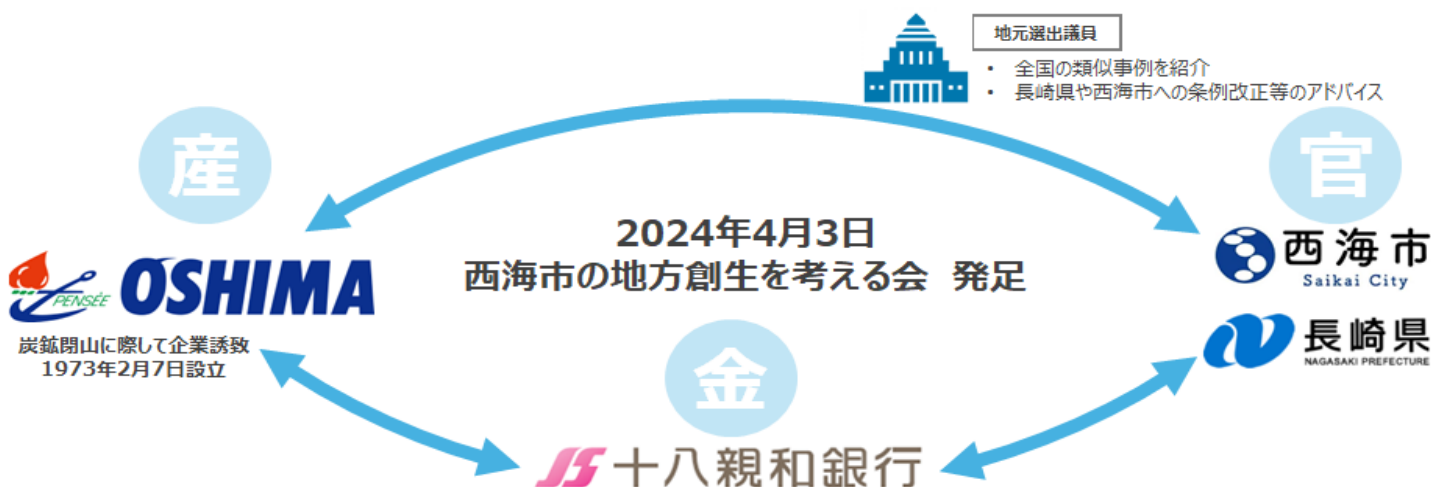 地元選出議員
• 全国の類似事例を紹介
• 長崎県や西海市への条例改正等のアドバイス
産
官
2024年4月3日
西海市の地方創生を考える会 発足
PENSÉE
OSHIMA
炭鉱閉山に際して企業誘致
1973年2月7日設立
西海市
Saikai City
長崎県
NAGASAKI PREFECTURE
金
十八親和銀行